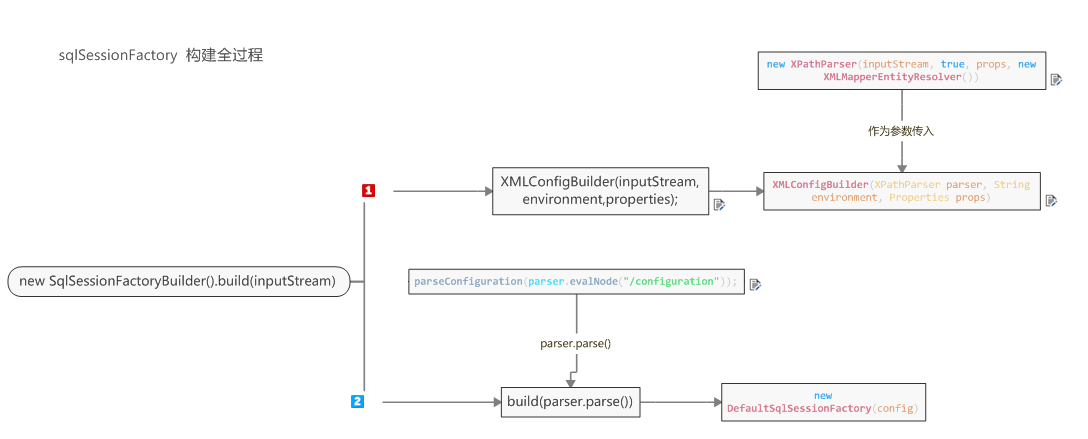 sqlSessionFactory 构建全过程
new XPathParser(inputStream, true, props, new
XMLMapperEntityResolver())
作为参数传入
1
XMLConfigBuilder(inputStream,
environment,properties);
XMLConfigBuilder(XPathParser parser, String
environment, Properties props)
new SqlSessionFactoryBuilder().build(inputStream)
parseConfiguration(parser.evalNode("/configuration"));
parser.parse()
2
build(parser.parse())
new
DefaultSqlSessionFactory(config)